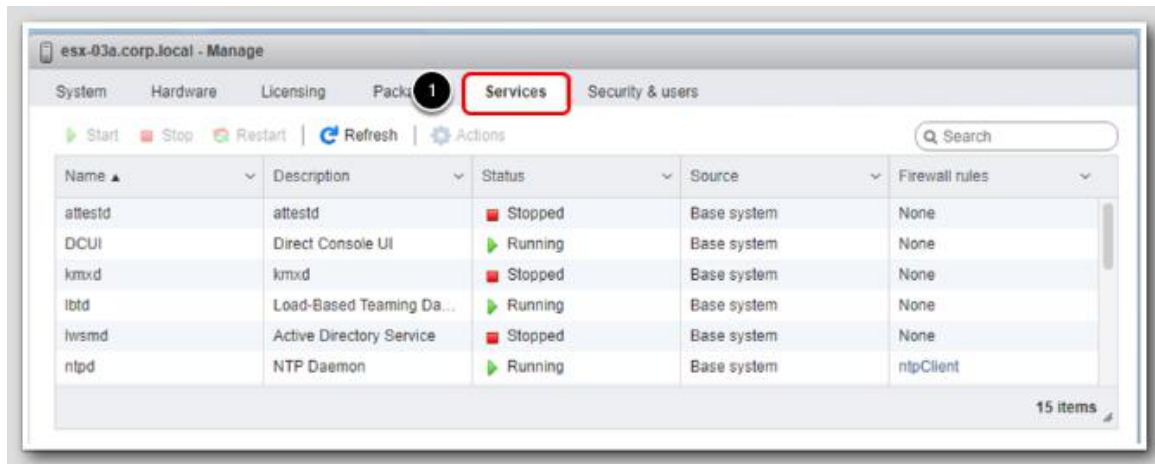 esx-03a.corp.local - Manage
System Hardware Licensing 1 Services Security & users
Start Stop Restart | Refresh | Actions Search
Name Description Status Source Firewall rules
attestd attestd Stopped Base system None
DCUI Direct Console UI Running Base system None
kmxd kmxd Stopped Base system None
lbtd Load-Based Teaming Da... Running Base system None
lwsmd Active Directory Service Stopped Base system None
ntpd NTP Daemon Running Base system ntpClient
15 items